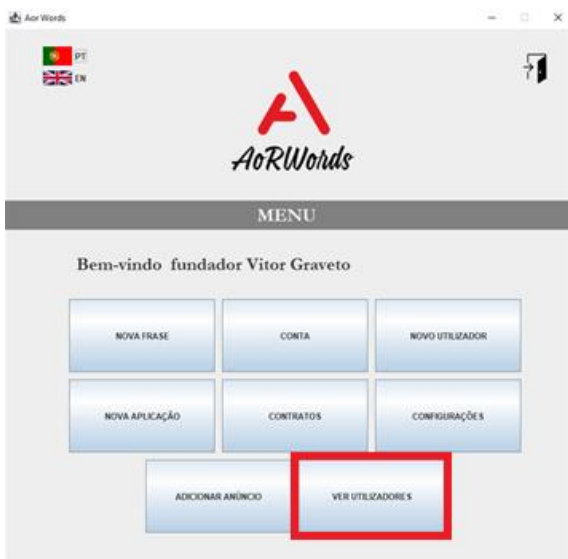 Aor Words
PT
EN
AoRWords
MENU
Bem-vindo fundador Vitor Graveto
NOVA FRASE
CONTA
NOVO UTILIZADOR
NOVA APLICAÇÃO
CONTRATOS
CONFIGURAÇÕES
ADICIONAR ANÚNCIO
VER UTILIZADORES